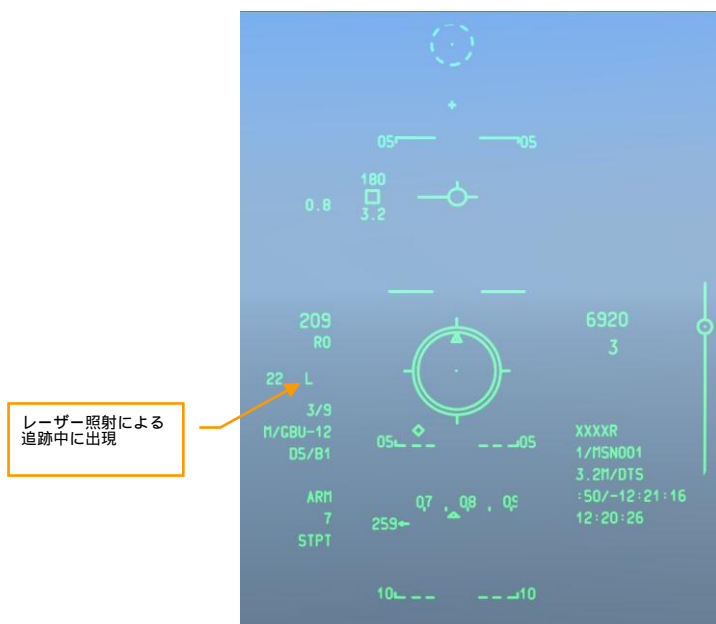 05 05
180
0.8
3.2
209
R0
6920
3
22 L
3/9
M/GBU-12
D5/B1
レーザー照射による
追跡中に出現
05 05
XXXXR
1/MSN001
3.2M/DTS
:50/-12:21:16
12:20:26
ARM
7
STPT
07 . 08 . 09
259←
10 10